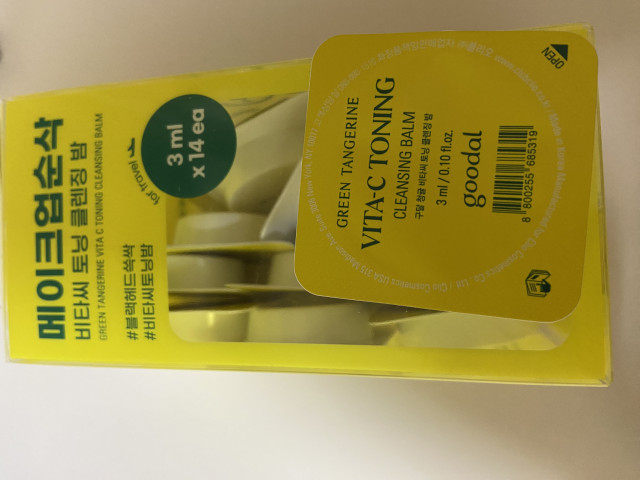 메이크업순삭
비타씨 토닝 클렌징 밤
GREEN TANGERINE VITA C TONING CLEANSING BALM
#블랙헤드쏙싹
#비타씨토닝밤
3 ml
x 14 ea
for travel
GREEN TANGERINE
VITA-C TONING
CLEANSING BALM
구달 청귤 비타씨 토닝 클렌징 밤
3 ml / 0.10 fl.oz.
goodal
8 800255 685319
OPEN